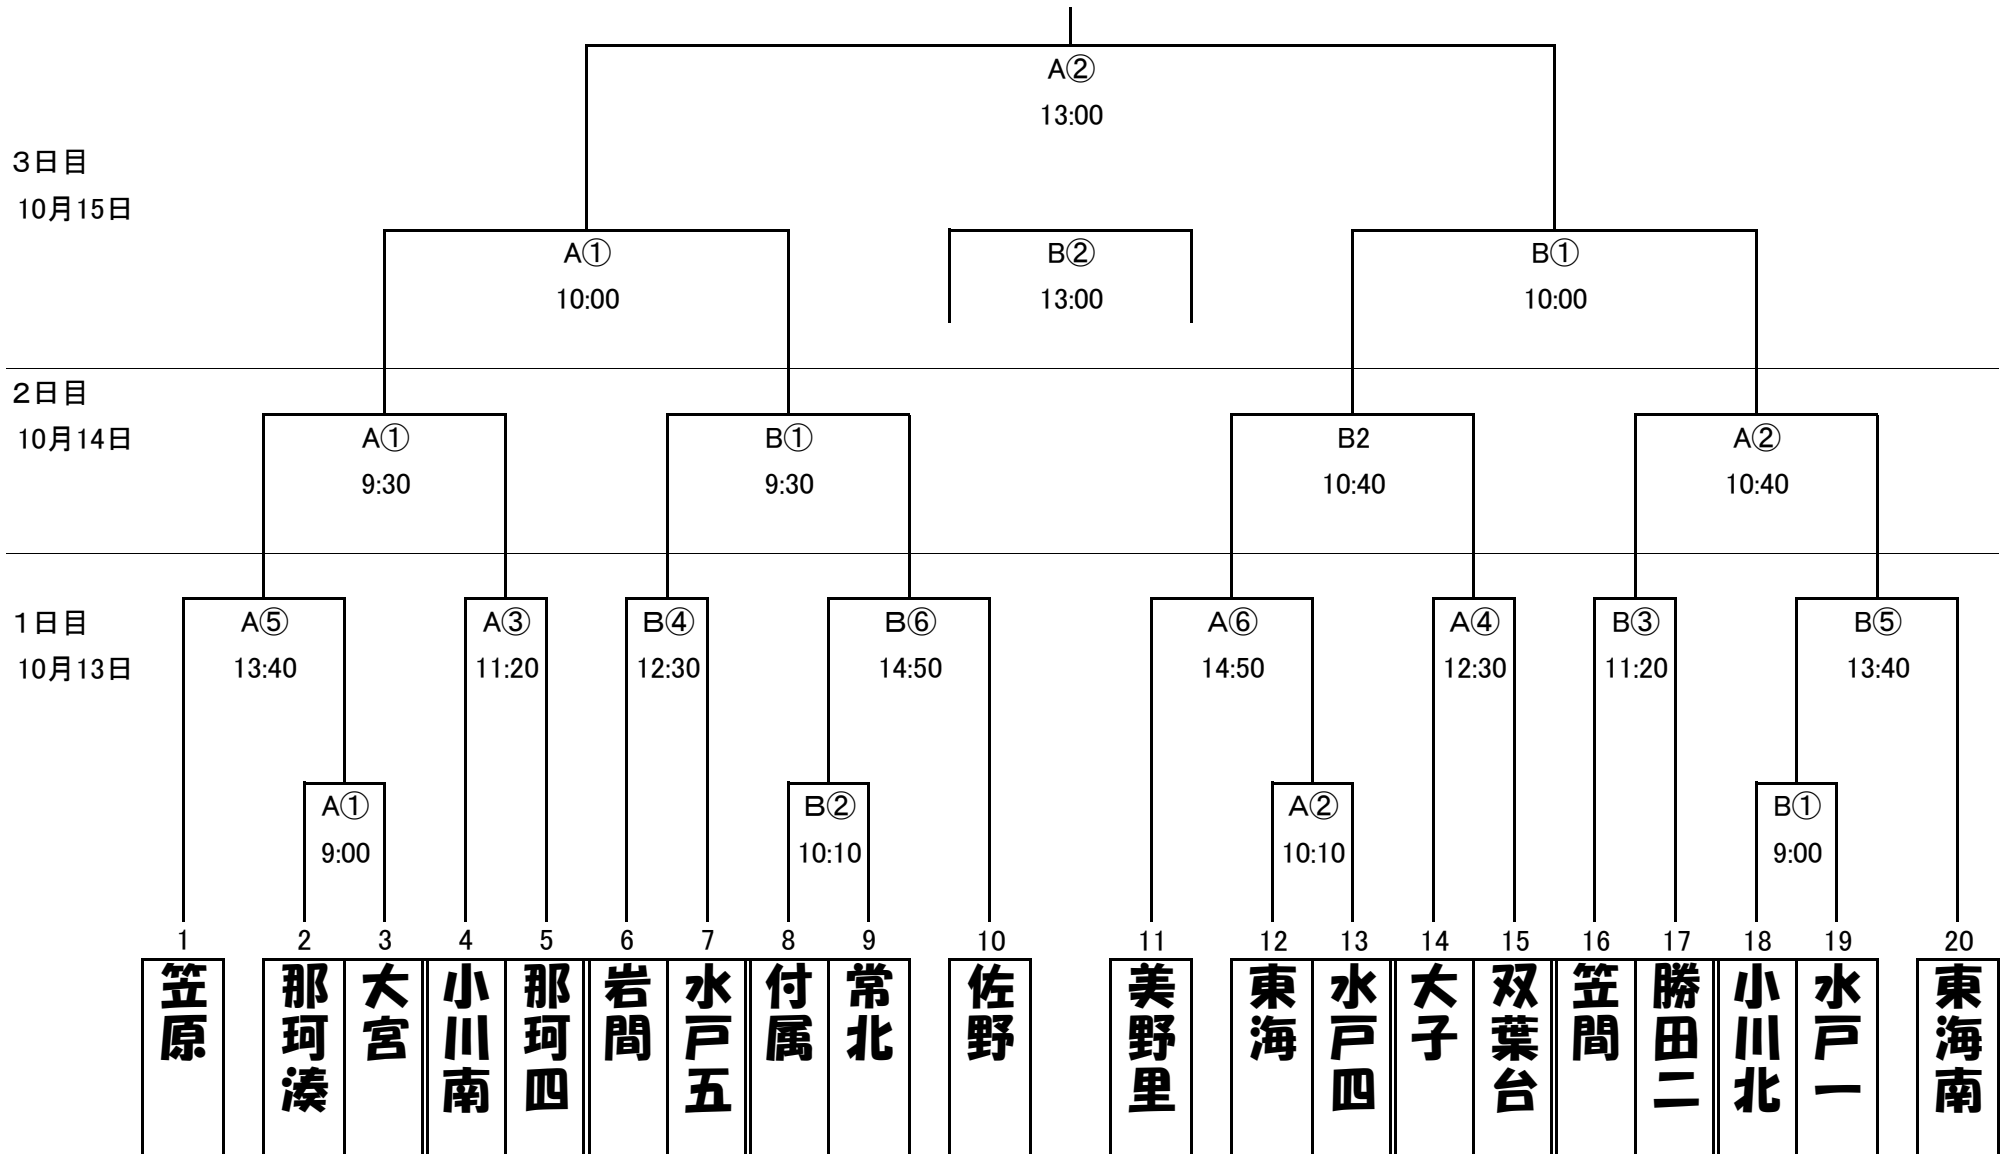 A②
13:00
３日目
10月15日
A① B② B①
10:00 13:00 10:00
２日目
10月14日
A① B① B2 A②
9:30 9:30 10:40 10:40
１日目
10月13日
A⑤ A③ B④ B⑥ A⑥ A④ B③ B⑤
13:40 11:20 12:30 14:50 14:50 12:30 11:20 13:40
A① B② A② B①
9:00 10:10 10:10 9:00
1 2 3 4 5 6 7 8 9 10 11 12 13 14 15 16 17 18 19 20
笠原
那珂湊
大宮
小川南
那珂四
岩間
水戸五
付属
常北
佐野
美野里
東海
水戸四
大子
双葉台
笠間
勝田二
小川北
水戸一
東海南